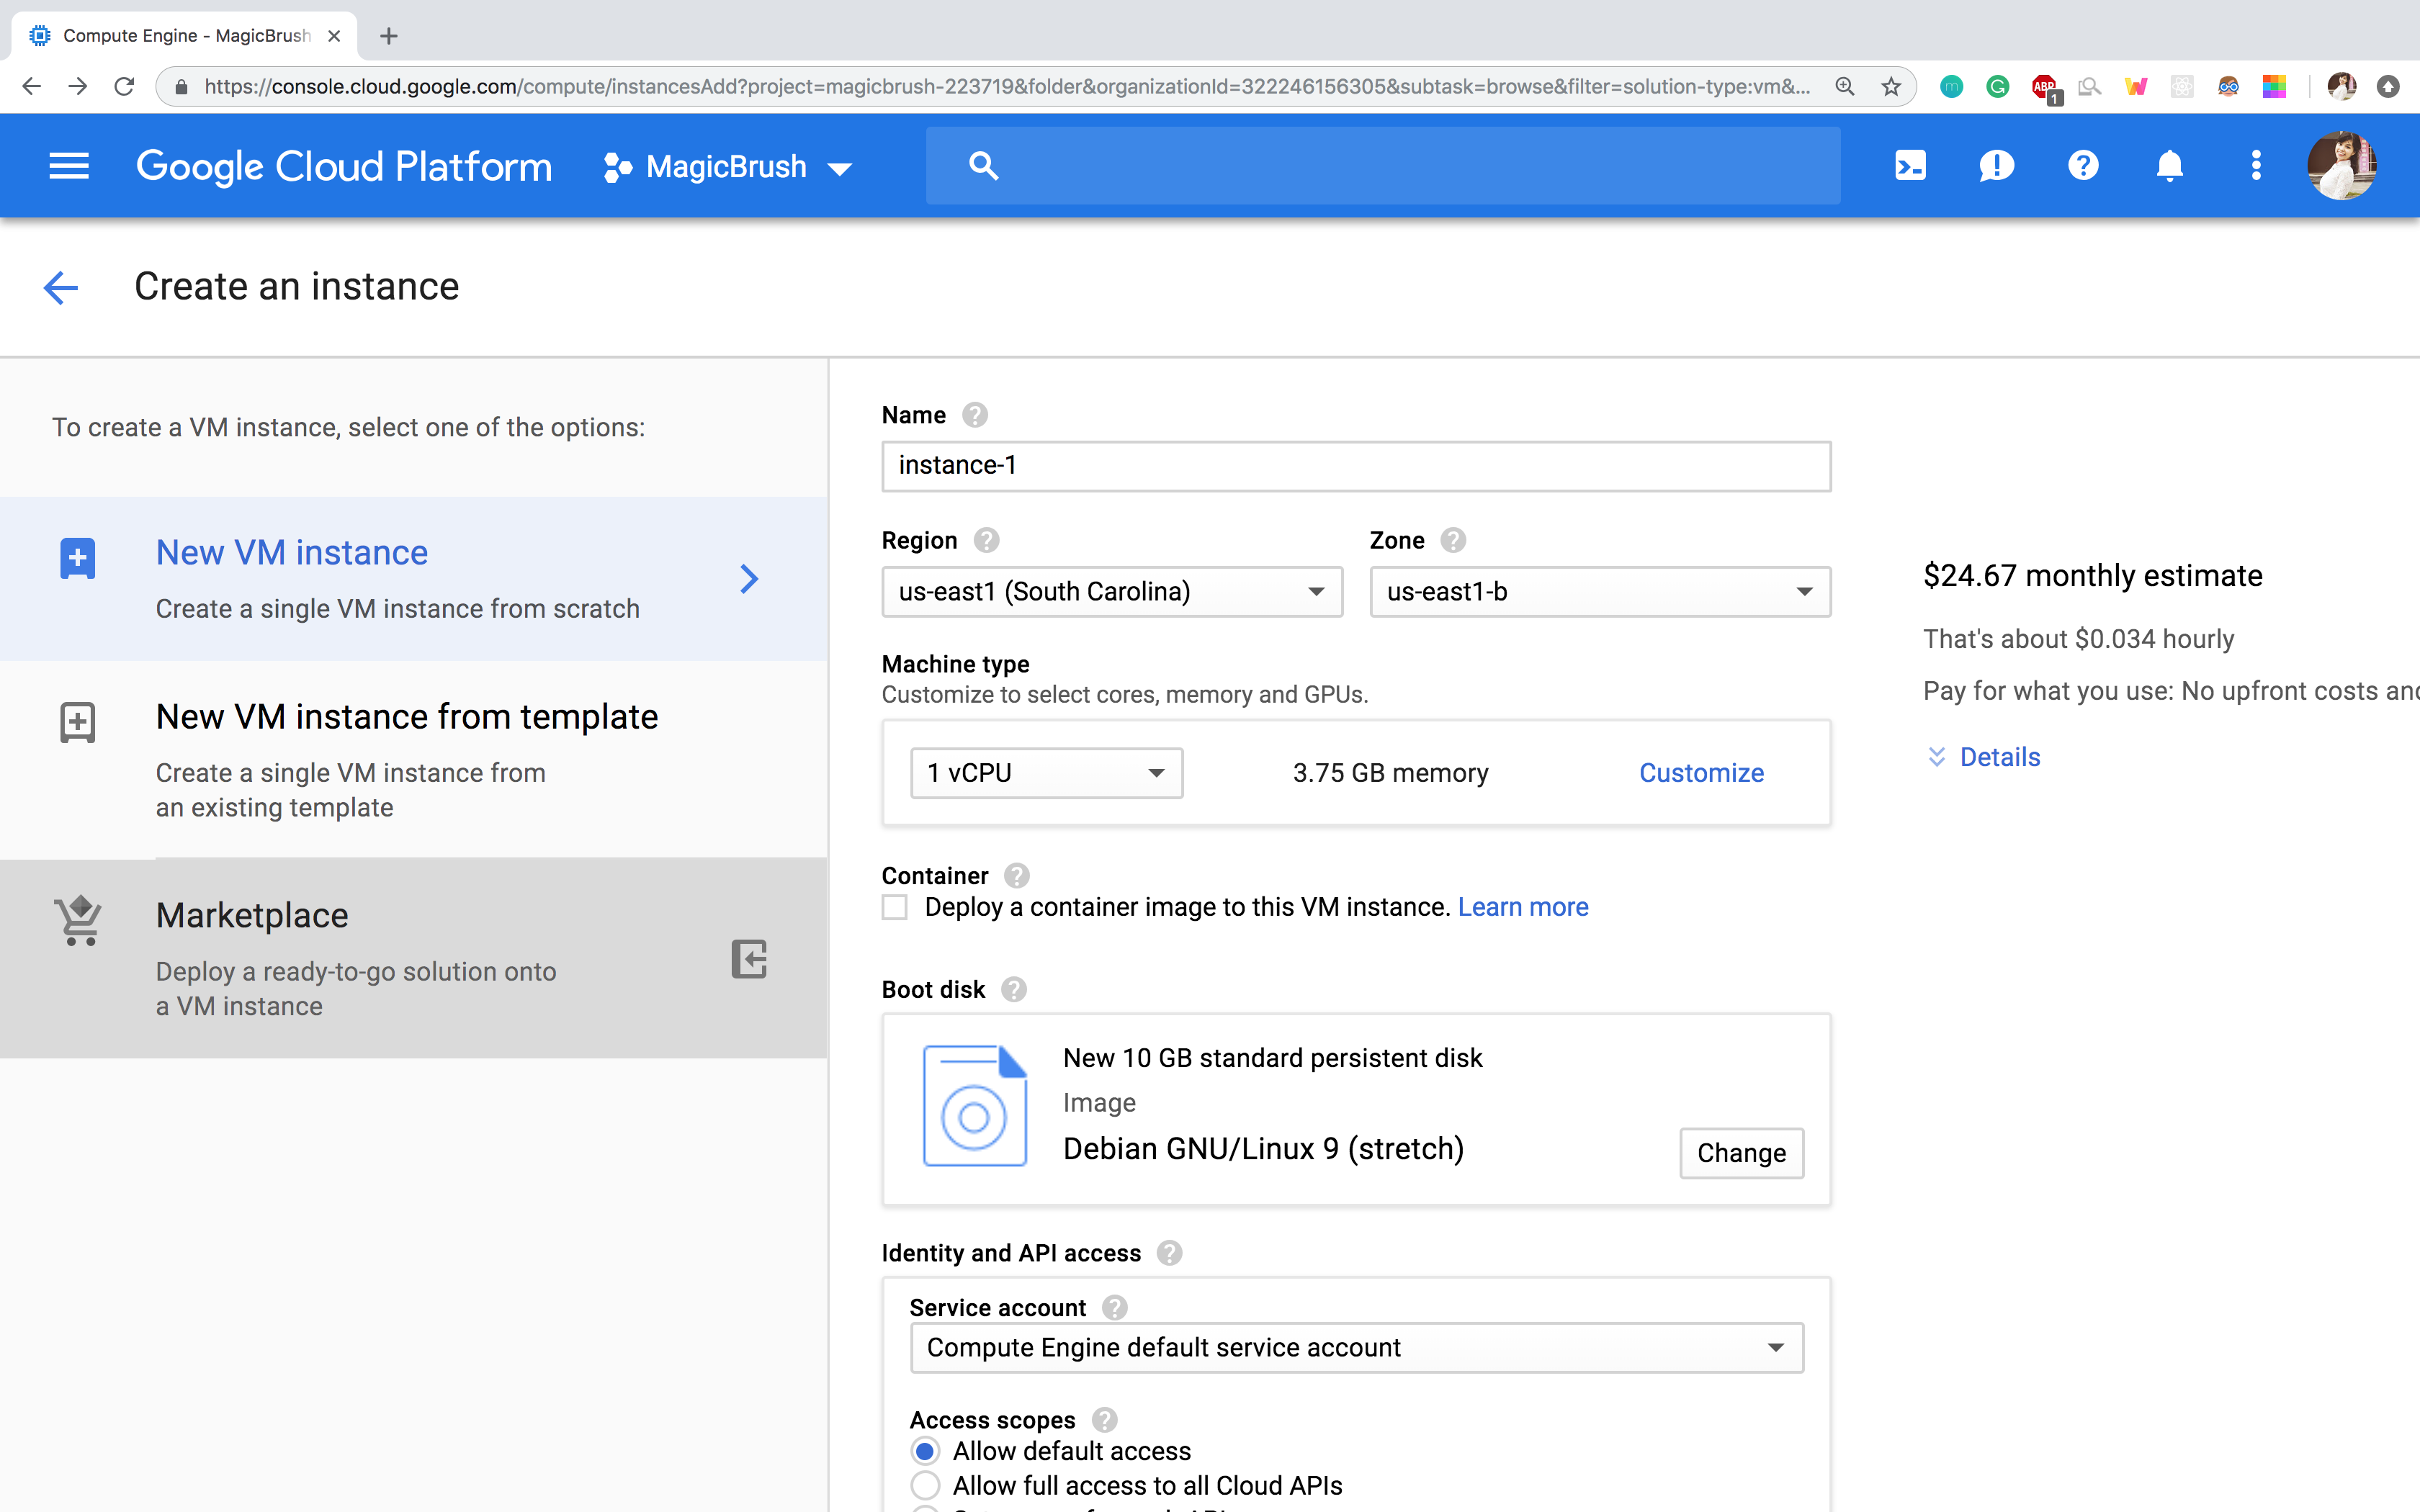 Compute Engine - MagicBrush
https://console.cloud.google.com/compute/instancesAdd?project=magicbrush-223719&folder&organizationId=322246156305&subtask=browse&filter=solution-type:vm&...
ABP
1
Google Cloud Platform
MagicBrush
Create an instance
To create a VM instance, select one of the options:
New VM instance
Create a single VM instance from scratch
New VM instance from template
Create a single VM instance from
an existing template
Marketplace
Deploy a ready-to-go solution onto
a VM instance
Name
instance-1
Region
Zone
us-east1 (South Carolina)
us-east1-b
Machine type
Customize to select cores, memory and GPUs.
1 vCPU
3.75 GB memory
Customize
Container
Deploy a container image to this VM instance. Learn more
Boot disk
New 10 GB standard persistent disk
Image
Debian GNU/Linux 9 (stretch)
Change
Identity and API access
Service account
Compute Engine default service account
Access scopes
Allow default access
Allow full access to all Cloud APIs
$24.67 monthly estimate
That's about $0.034 hourly
Pay for what you use: No upfront costs
Details